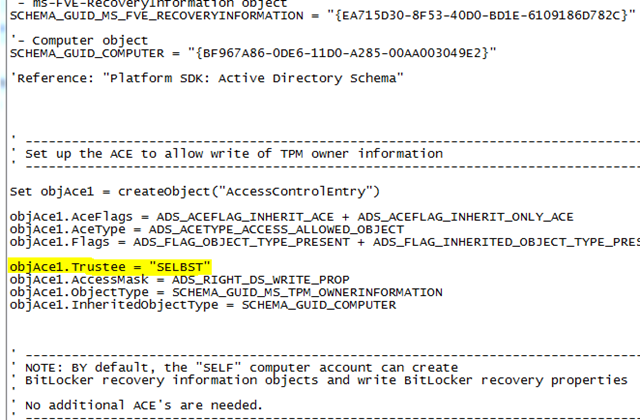 - ms-FVE-RecoveryInformation object
SCHEMA_GUID_MS_FVE_RECOVERYINFORMATION = "{EA715D30-8F53-40D0-BD1E-6109186D782C}"
'- Computer object
SCHEMA_GUID_COMPUTER = "{BF967A86-0DE6-11D0-A285-00AA003049E2}"
'Reference: "Platform SDK: Active Directory Schema"
' ------------------------------------------------------------------------
' Set up the ACE to allow write of TPM owner information
' ------------------------------------------------------------------------
Set objAce1 = createObject("AccessControlEntry")
objAce1.AceFlags = ADS_ACEFLAG_INHERIT_ACE + ADS_ACEFLAG_INHERIT_ONLY_ACE
objAce1.AceType = ADS_ACETYPE_ACCESS_ALLOWED_OBJECT
objAce1.Flags = ADS_FLAG_OBJECT_TYPE_PRESENT + ADS_FLAG_INHERITED_OBJECT_TYPE_PRES
objAce1.Trustee = "SELBST"
objAce1.AccessMask = ADS_RIGHT_DS_WRITE_PROP
objAce1.ObjectType = SCHEMA_GUID_MS_TPM_OWNERINFORMATION
objAce1.InheritedObjectType = SCHEMA_GUID_COMPUTER
' ------------------------------------------------------------------------
' NOTE: BY default, the "SELF" computer account can create
' BitLocker recovery information objects and write BitLocker recovery properties
'
' No additional ACE's are needed.
' ------------------------------------------------------------------------